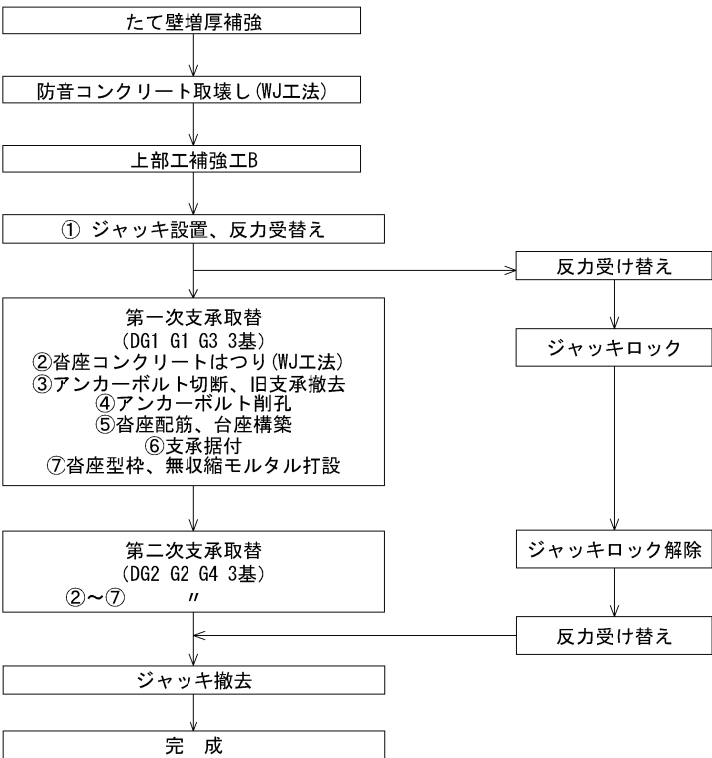 たて壁増厚補強
防音コンクリート取壊し(WJ工法)
上部工補強工B
① ジャッキ設置、反力受替え
反力受け替え
ジャッキロック
第一次支承取替
(DG1 G1 G3 3基)
②沓座コンクリートはつり(WJ工法)
③アンカーボルト切断、旧支承撤去
④アンカーボルト削孔
⑤沓座配筋、台座構築
⑥支承据付
⑦沓座型枠、無収縮モルタル打設
第二次支承取替
(DG2 G2 G4 3基)
②～⑦ 〃
ジャッキロック解除
反力受け替え
ジャッキ撤去
完 成